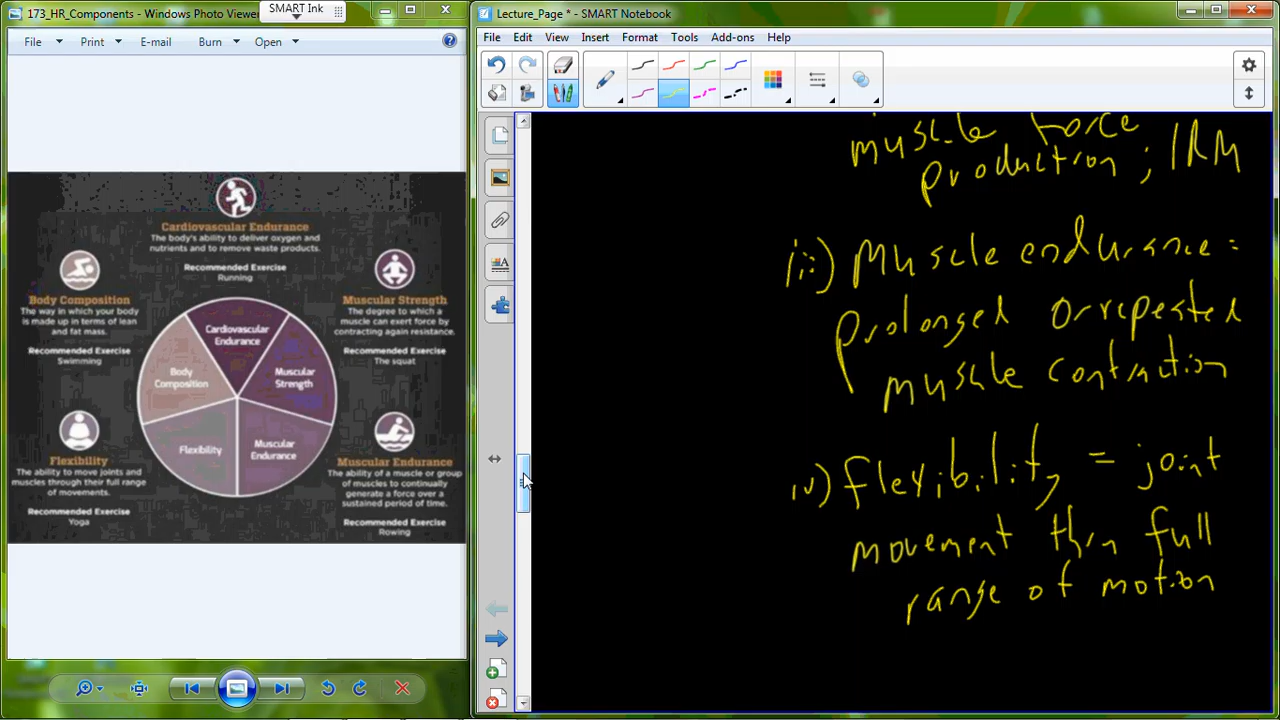 173_HR_Components - Windows Photo Viewer
SMART Ink
File
Print
E-mail
Burn
Open
Cardiovascular Endurance
The body's ability to deliver oxygen and
nutrients and to remove waste products.
Recommended Exercise
Running
Body Composition
The way in which your body
is made up in terms of lean
and fat mass.
Recommended Exercise
Swimming
Muscular Strength
The degree to which a
muscle can exert force by
contracting again resistance.
Recommended Exercise
The squat
Cardiovascular
Endurance
Body
Composition
Muscular
Strength
Flexibility
Muscular
Endurance
Flexibility
The ability to move joints and
muscles through their full range
of movements.
Recommended Exercise
Yoga
Muscular Endurance
The ability of a muscle or group
of muscles to continually
generate a force over a
sustained period of time.
Recommended Exercise
Rowing
Lecture_Page * - SMART Notebook
File Edit View Insert Format Tools Add-ons Help
muscle force
production ; 1RM
iii) Muscle endurance =
prolonged or repeated
muscle contraction
iv) flexibility = joint
movement thru full
range of motion